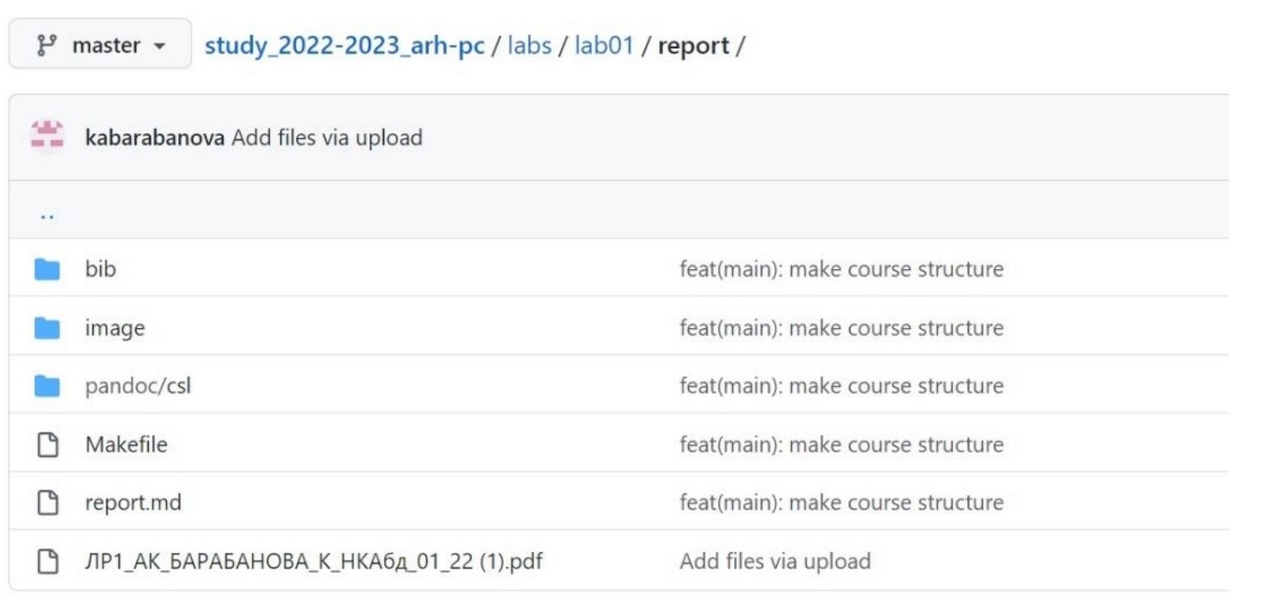 master study_2022-2023_arh-pc / labs / lab01 / report /
kabarabanova Add files via upload
..
bib feat(main): make course structure
image feat(main): make course structure
pandoc/csl feat(main): make course structure
Makefile feat(main): make course structure
report.md feat(main): make course structure
ЛР1_АК_БАРАБАНОВА_К_НКАбд_01_22 (1).pdf Add files via upload